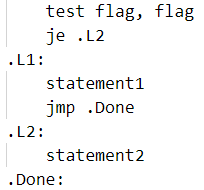 test flag, flag
je .L2
.L1:
statement1
jmp .Done
.L2:
statement2
.Done: